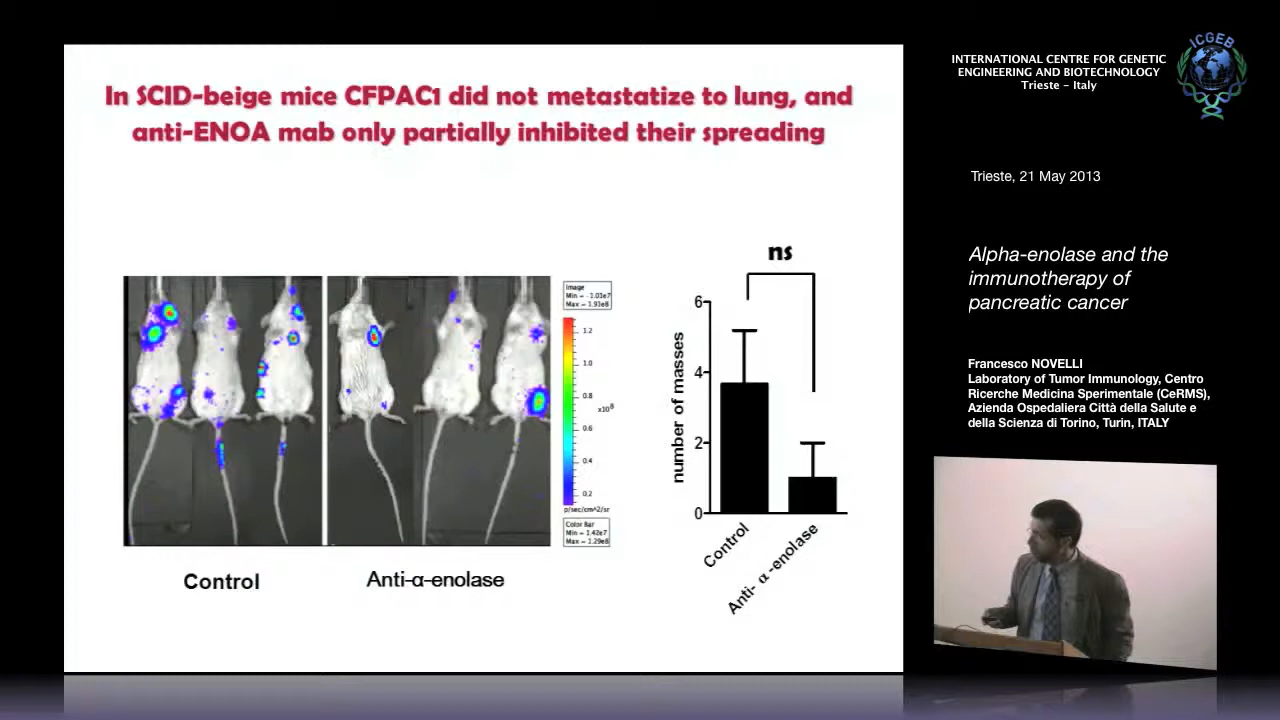 In SCID-beige mice CFPAC1 did not metastatize to lung, and
anti-ENOA mab only partially inhibited their spreading
Control
Anti-α-enolase
Image
Min = -1.03e7
Max = 1.93e8
1.2
1.0
0.8
x10⁸
0.6
0.4
0.2
p/sec/cm^2/sr
Color Bar
Min = 1.42e7
Max = 1.29e8
ns
number of masses
6
4
2
0
Control
Anti- α -enolase
INTERNATIONAL CENTRE FOR GENETIC
ENGINEERING AND BIOTECHNOLOGY
Trieste - Italy
ICGEB
Trieste, 21 May 2013
Alpha-enolase and the
immunotherapy of
pancreatic cancer
Francesco NOVELLI
Laboratory of Tumor Immunology, Centro
Ricerche Medicina Sperimentale (CeRMS),
Azienda Ospedaliera Città della Salute e
della Scienza di Torino, Turin, ITALY